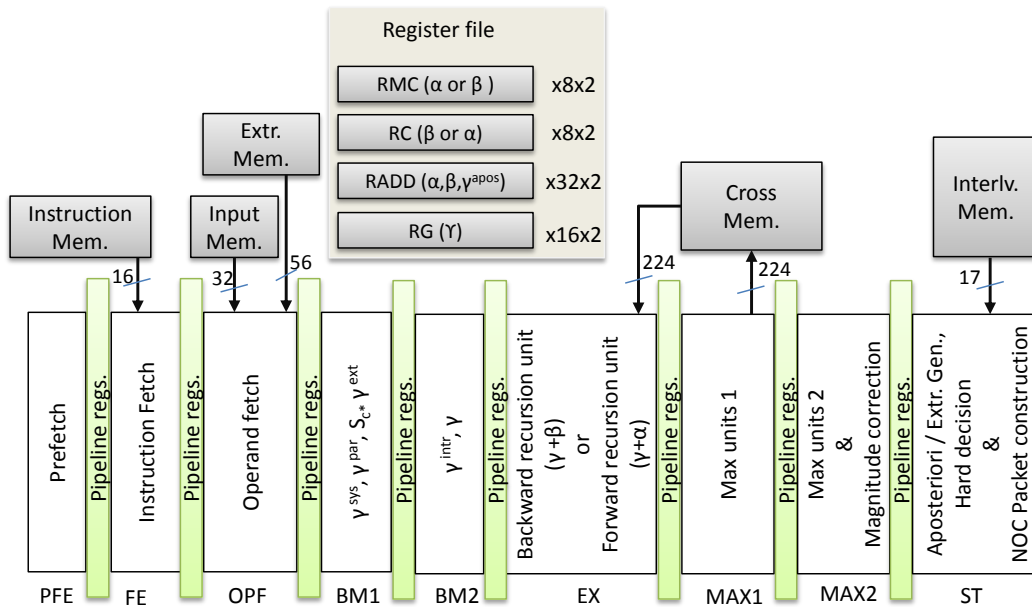 Register file
RMC (α or β ) x8x2
RC (β or α) x8x2
RADD (α,β,γapos) x32x2
RG (ϒ) x16x2
Extr.
Mem.
Instruction
Mem.
Input
Mem.
Cross
Mem.
Interlv.
Mem.
16
32
56
224
224
17
Prefetch
Pipeline regs.
Instruction Fetch
Pipeline regs.
Operand fetch
Pipeline regs.
γsys, γpar, Sc* γext
Pipeline regs.
γintr, γ
Pipeline regs.
Backward recursion unit
(γ+β)
or
Forward recursion unit
(γ+α)
Pipeline regs.
Max units 1
Pipeline regs.
Max units 2
&
Magnitude correction
Pipeline regs.
Aposteriori / Extr. Gen.,
Hard decision
&
NOC Packet construction
PFE FE OPF BM1 BM2 EX MAX1 MAX2 ST